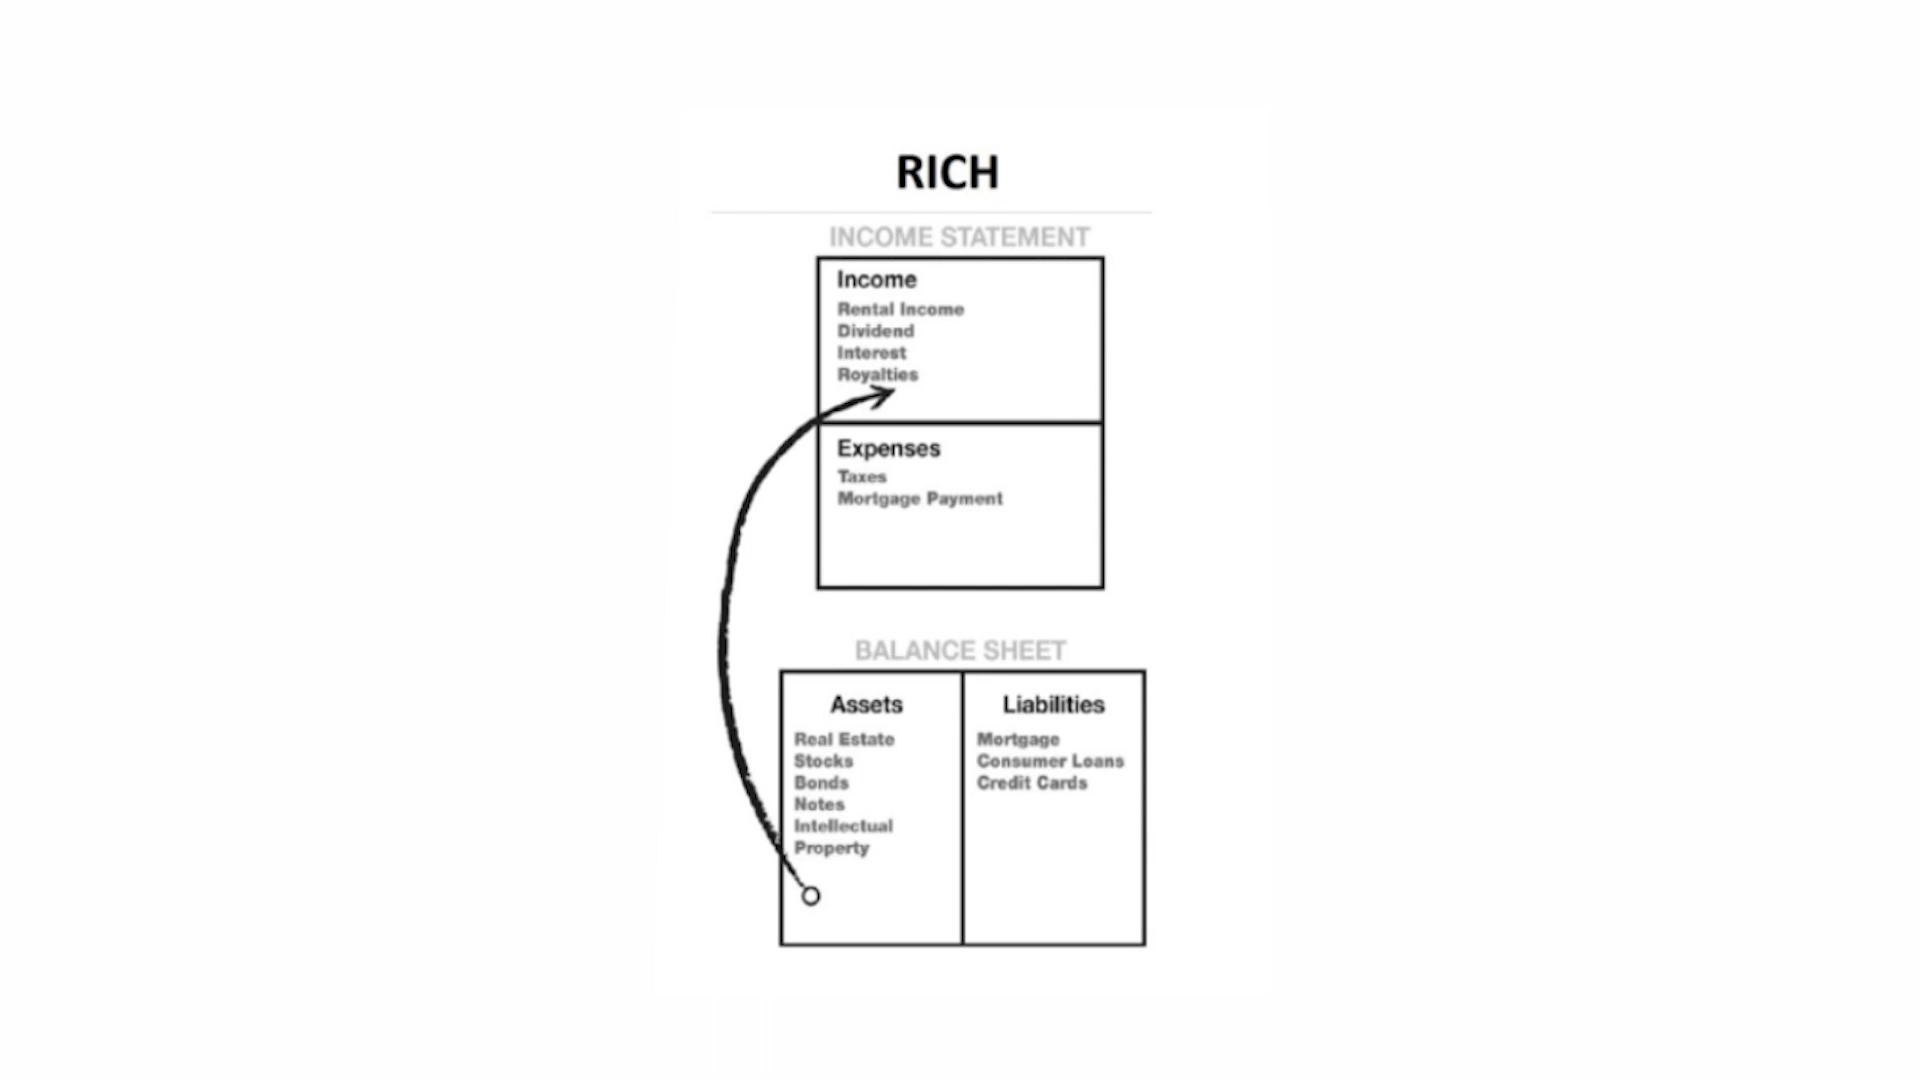 RICH
INCOME STATEMENT
Income
Rental Income
Dividend
Interest
Royalties
Expenses
Taxes
Mortgage Payment
BALANCE SHEET
Assets
Real Estate
Stocks
Bonds
Notes
Intellectual
Property
Liabilities
Mortgage
Consumer Loans
Credit Cards